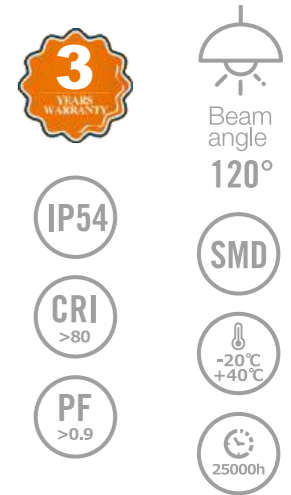 3
YEARS
WARRANTY
Beam
angle
120°
IP54
SMD
CRI
>80
-20℃
+40℃
PF
>0.9
25000h